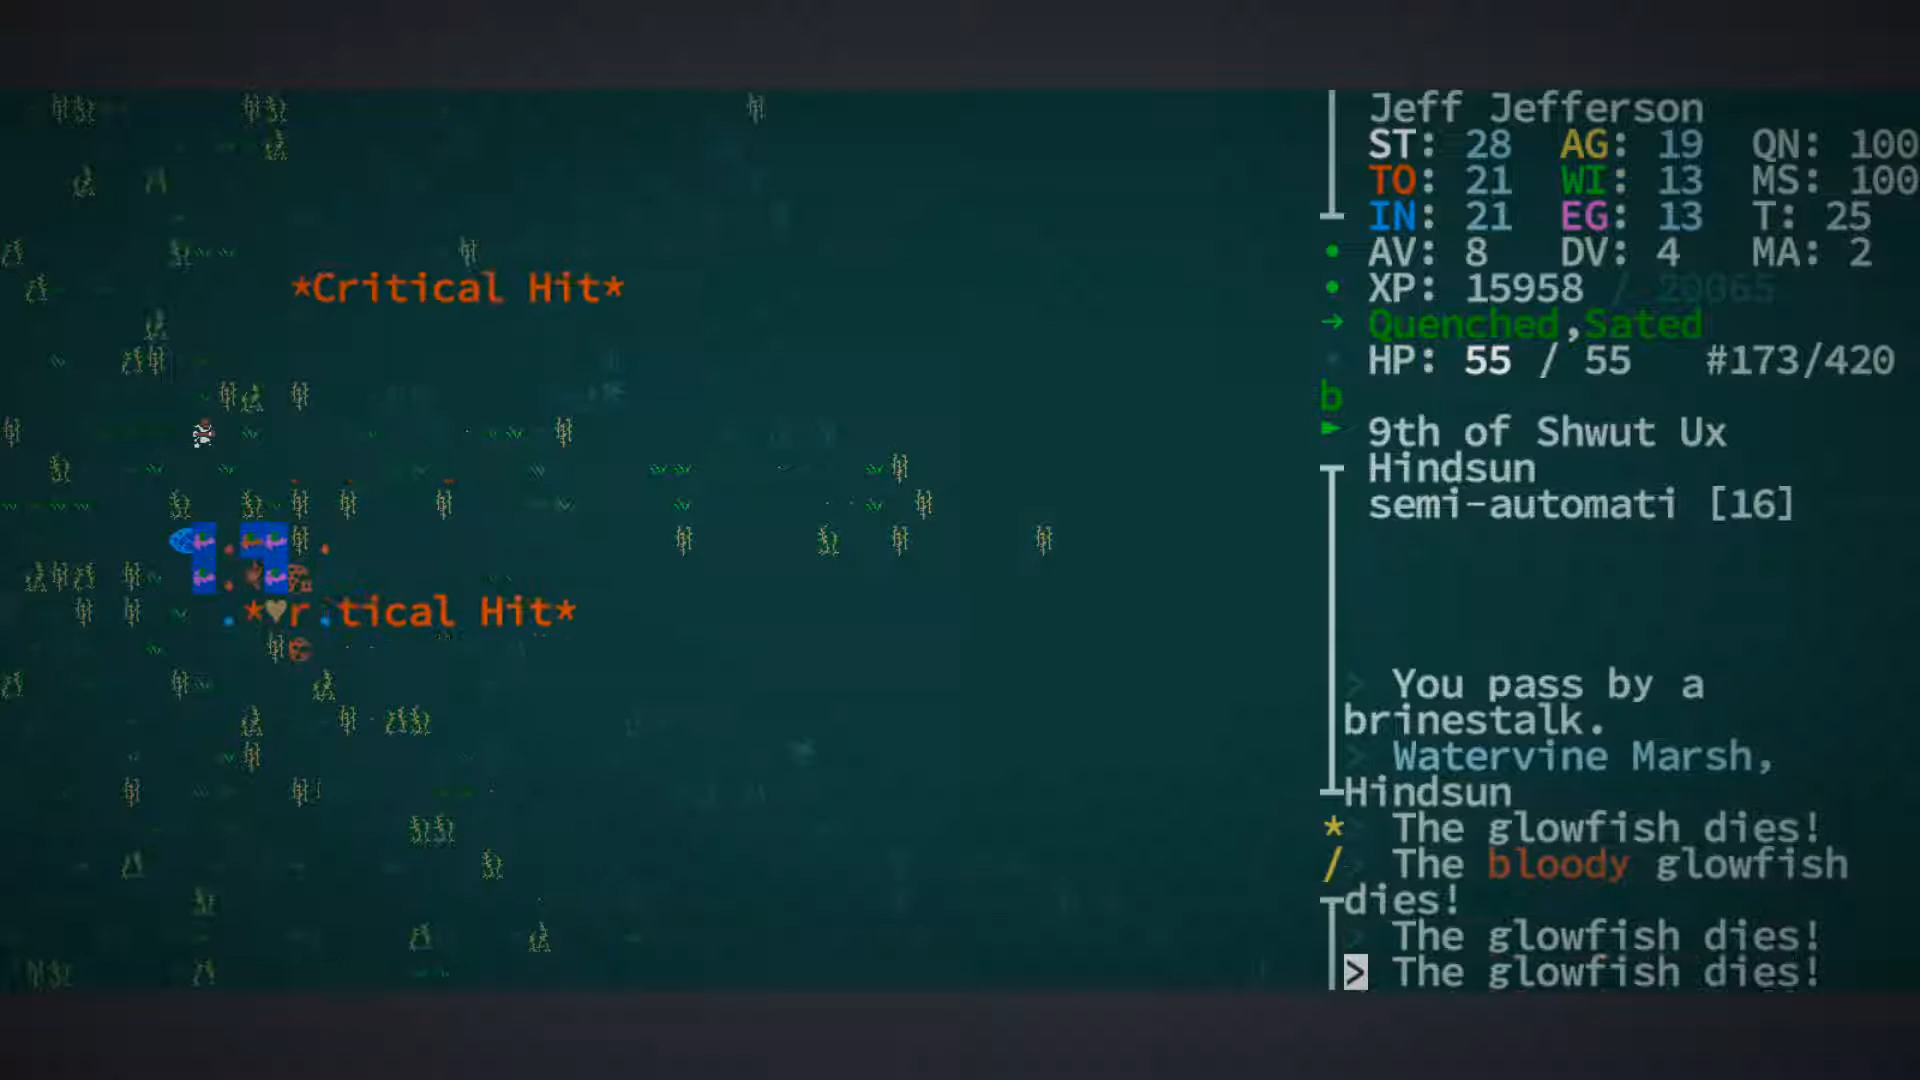 Jeff Jefferson
ST: 28 AG: 19 QN: 100
TO: 21 WI: 13 MS: 100
IN: 21 EG: 13 T: 25
AV: 8 DV: 4 MA: 2
XP: 15958 / 20065
Quenched,Sated
HP: 55 / 55 #173/420
b
9th of Shwut Ux
Hindsun
semi-automati [16]
*Critical Hit*
*♥r.tical Hit*
> You pass by a
brinestalk.
> Watervine Marsh,
Hindsun
> The glowfish dies!
> The bloody glowfish
dies!
> The glowfish dies!
> The glowfish dies!